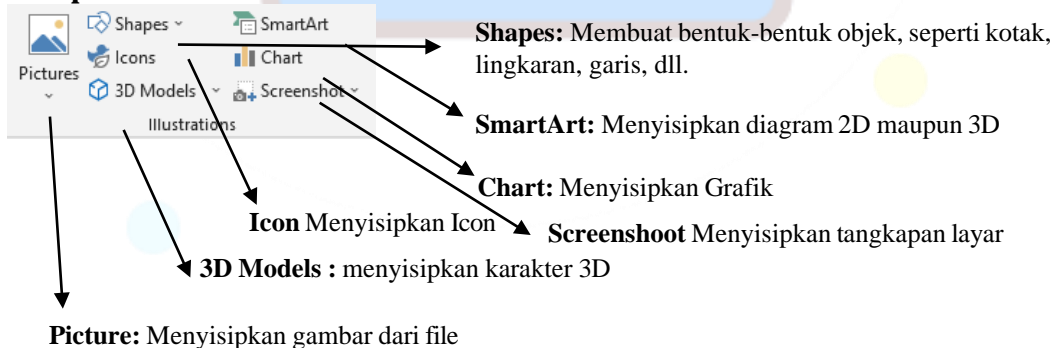 Shapes
SmartArt
Icons
Chart
Pictures
3D Models
Screenshot
Illustrations
Shapes: Membuat bentuk-bentuk objek, seperti kotak,
lingkaran, garis, dll.
SmartArt: Menyisipkan diagram 2D maupun 3D
Chart: Menyisipkan Grafik
Icon Menyisipkan Icon
Screenshoot Menyisipkan tangkapan layar
3D Models : menyisipkan karakter 3D
Picture: Menyisipkan gambar dari file